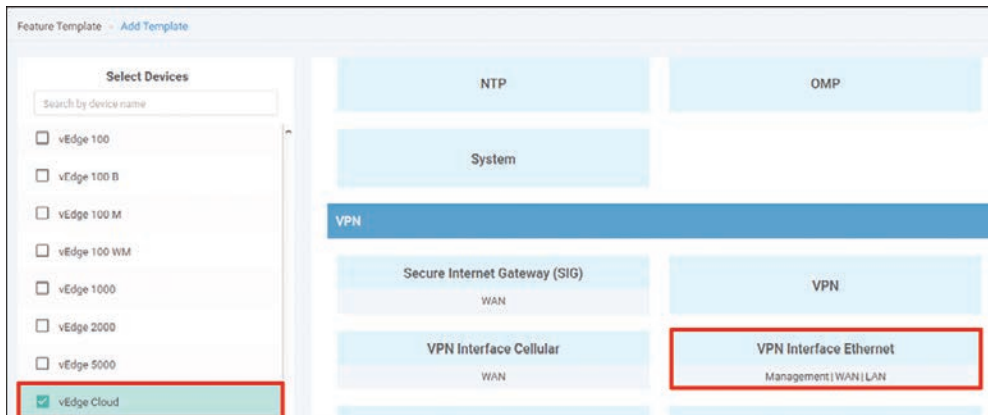 Feature Template Add Template
Select Devices
Search by device name
vEdge 100
vEdge 100 B
vEdge 100 M
vEdge 100 WM
vEdge 1000
vEdge 2000
vEdge 5000
vEdge Cloud
NTP
OMP
System
VPN
Secure Internet Gateway (SIG)
WAN
VPN
VPN Interface Cellular
WAN
VPN Interface Ethernet
Management | WAN | LAN